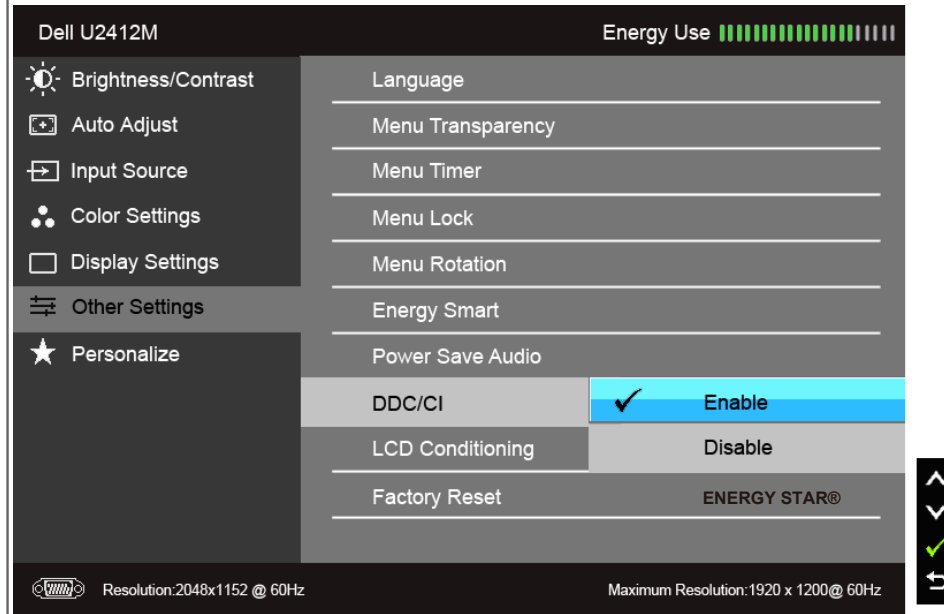 Dell U2412M
Energy Use
Brightness/Contrast
Auto Adjust
Input Source
Color Settings
Display Settings
Other Settings
Personalize
Language
Menu Transparency
Menu Timer
Menu Lock
Menu Rotation
Energy Smart
Power Save Audio
DDC/CI
Enable
LCD Conditioning
Disable
Factory Reset
ENERGY STAR®
Resolution:2048x1152 @ 60Hz
Maximum Resolution:1920 x 1200@ 60Hz